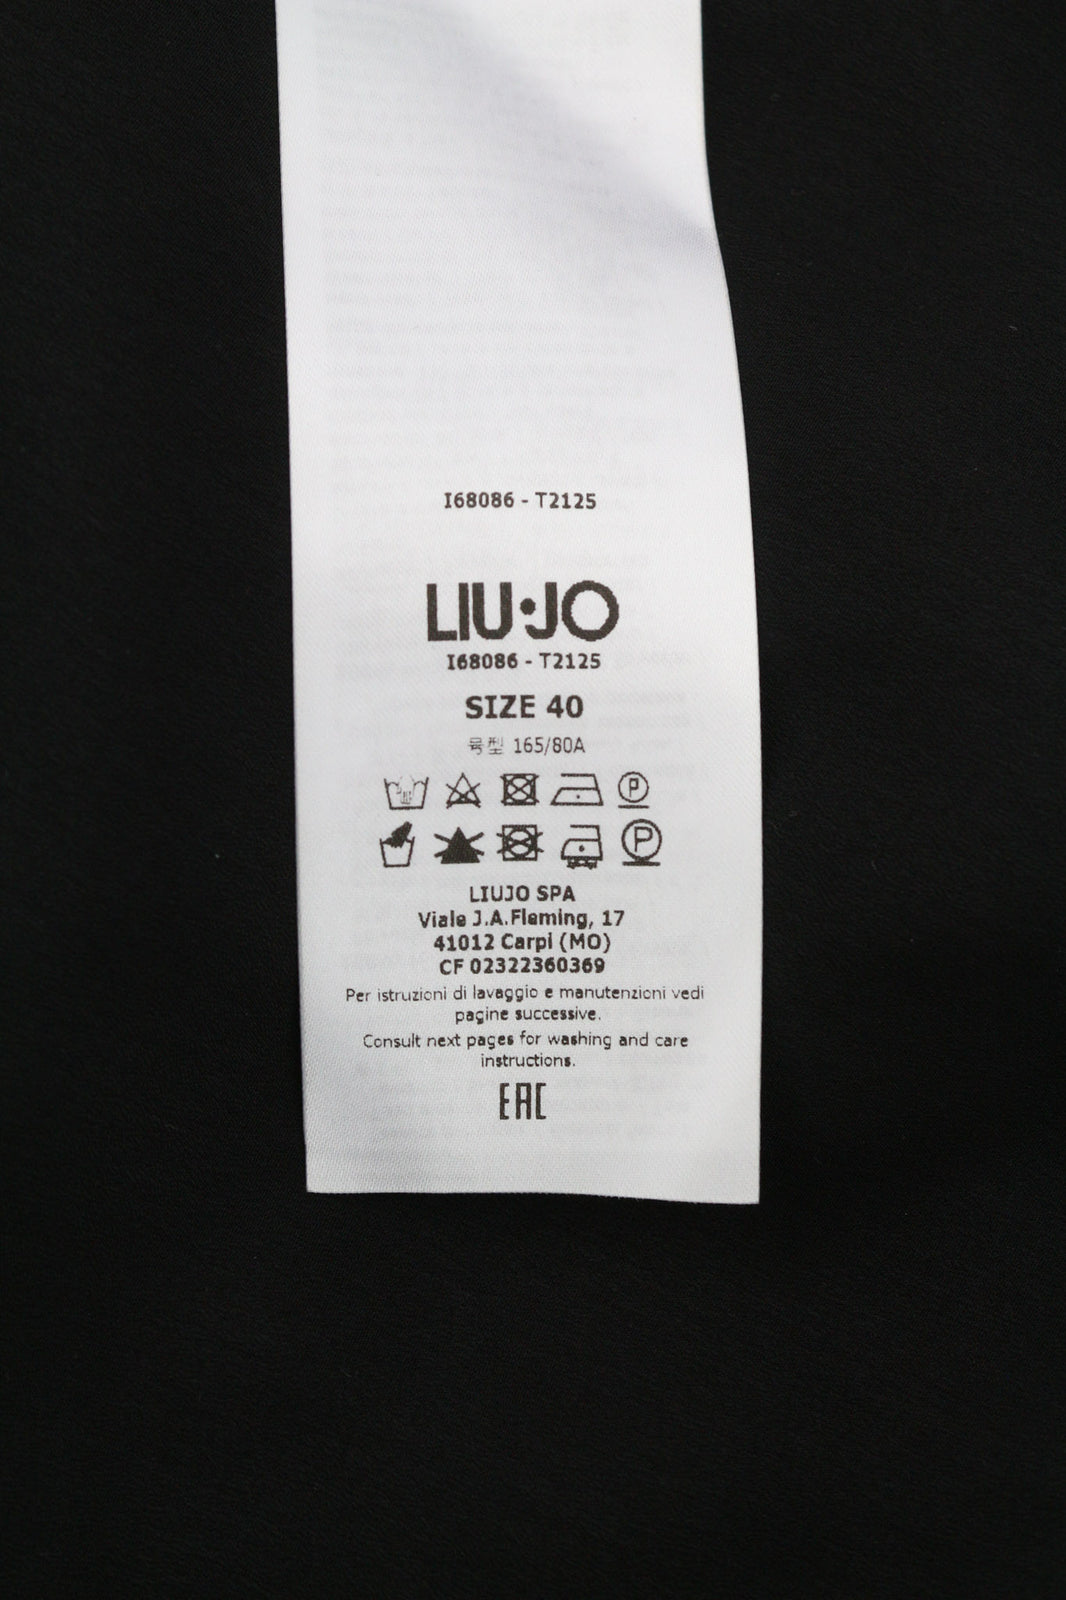 I68086 - T2125
LIU·JO
I68086 - T2125
SIZE 40
号型 165/80A
P
P
LIUJO SPA
Viale J.A.Fleming, 17
41012 Carpi (MO)
CF 02322360369
Per istruzioni di lavaggio e manutenzioni vedi
pagine successive.
Consult next pages for washing and care
instructions.
EAC